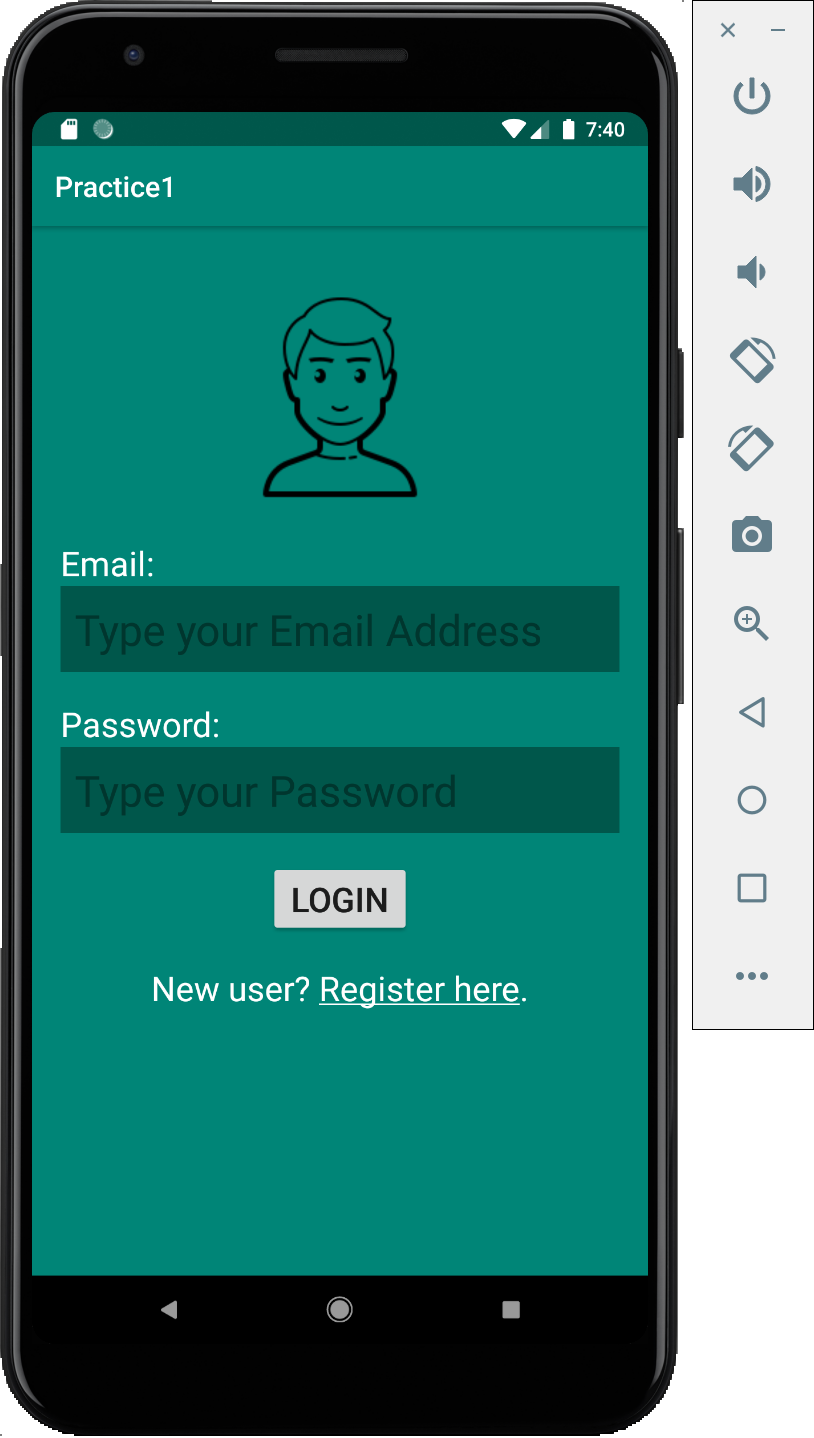 7:40
Practice1
Email:
Type your Email Address
Password:
Type your Password
LOGIN
New user? Register here.